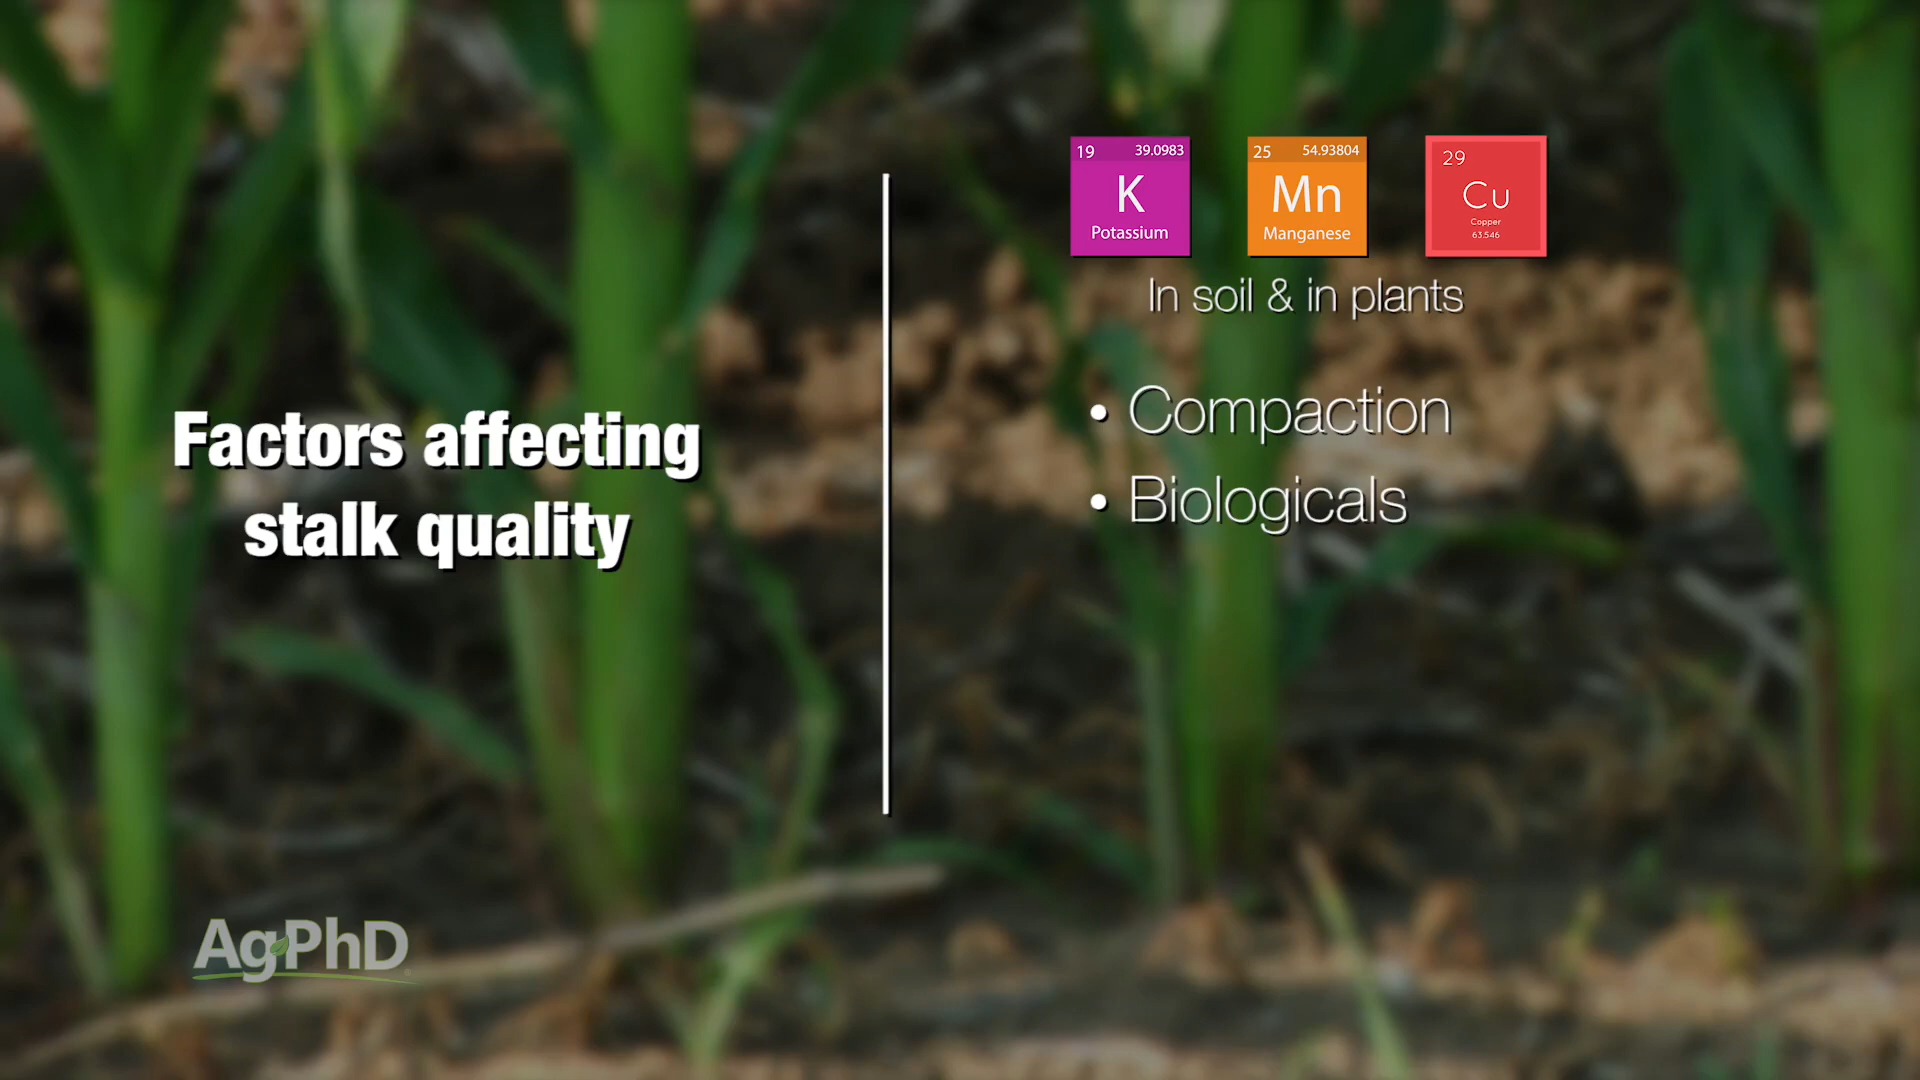 Factors affecting
stalk quality
19 39.0983
K
Potassium
25 54.93804
Mn
Manganese
29
Cu
Copper
63.546
In soil & in plants
• Compaction
• Biologicals
AgPhD